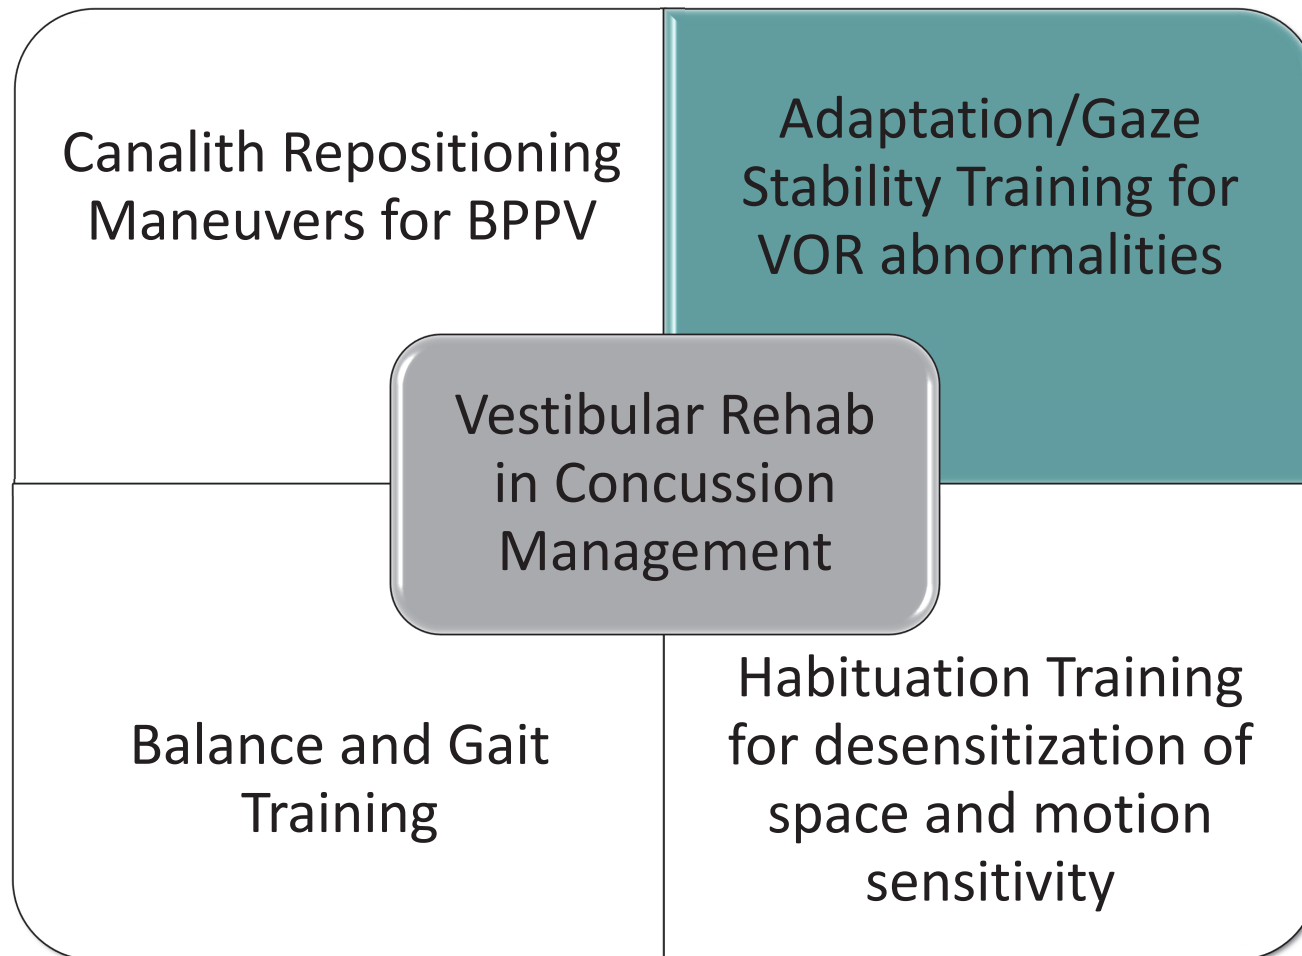 Canalith Repositioning
Maneuvers for BPPV
Adaptation/Gaze
Stability Training for
VOR abnormalities
Vestibular Rehab
in Concussion
Management
Balance and Gait
Training
Habituation Training
for desensitization of
space and motion
sensitivity